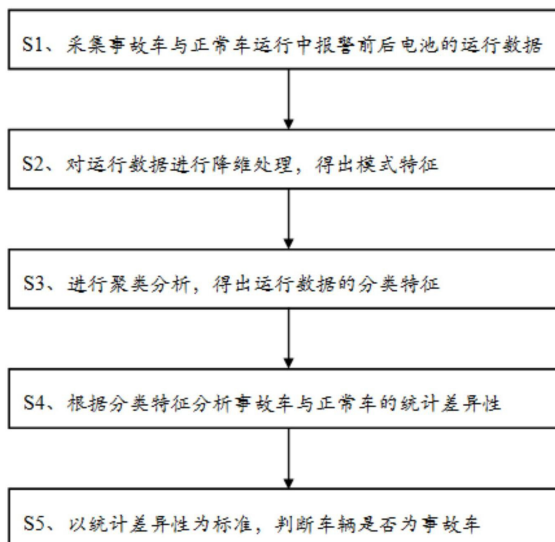 S1、采集事故车与正常车运行中报警前后电池的运行数据
S2、对运行数据进行降维处理，得出模式特征
S3、进行聚类分析，得出运行数据的分类特征
S4、根据分类特征分析事故车与正常车的统计差异性
S5、以统计差异性为标准，判断车辆是否为事故车